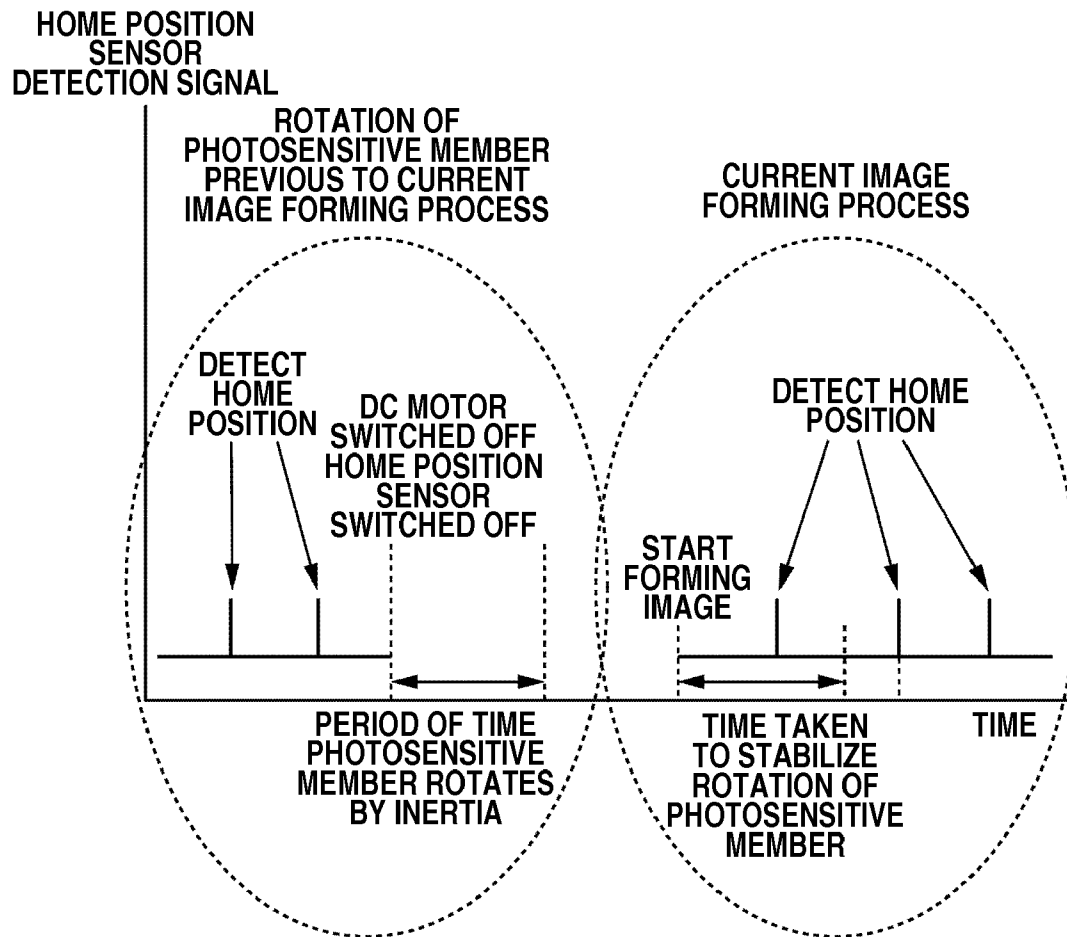 HOME POSITION
SENSOR
DETECTION SIGNAL
ROTATION OF
PHOTOSENSITIVE MEMBER
PREVIOUS TO CURRENT
IMAGE FORMING PROCESS
CURRENT IMAGE
FORMING PROCESS
DETECT
HOME
POSITION
DC MOTOR
SWITCHED OFF
HOME POSITION
SENSOR
SWITCHED OFF
DETECT HOME
POSITION
START
FORMING
IMAGE
PERIOD OF TIME
PHOTOSENSITIVE
MEMBER ROTATES
BY INERTIA
TIME TAKEN
TO STABILIZE
ROTATION OF
PHOTOSENSITIVE
MEMBER
TIME